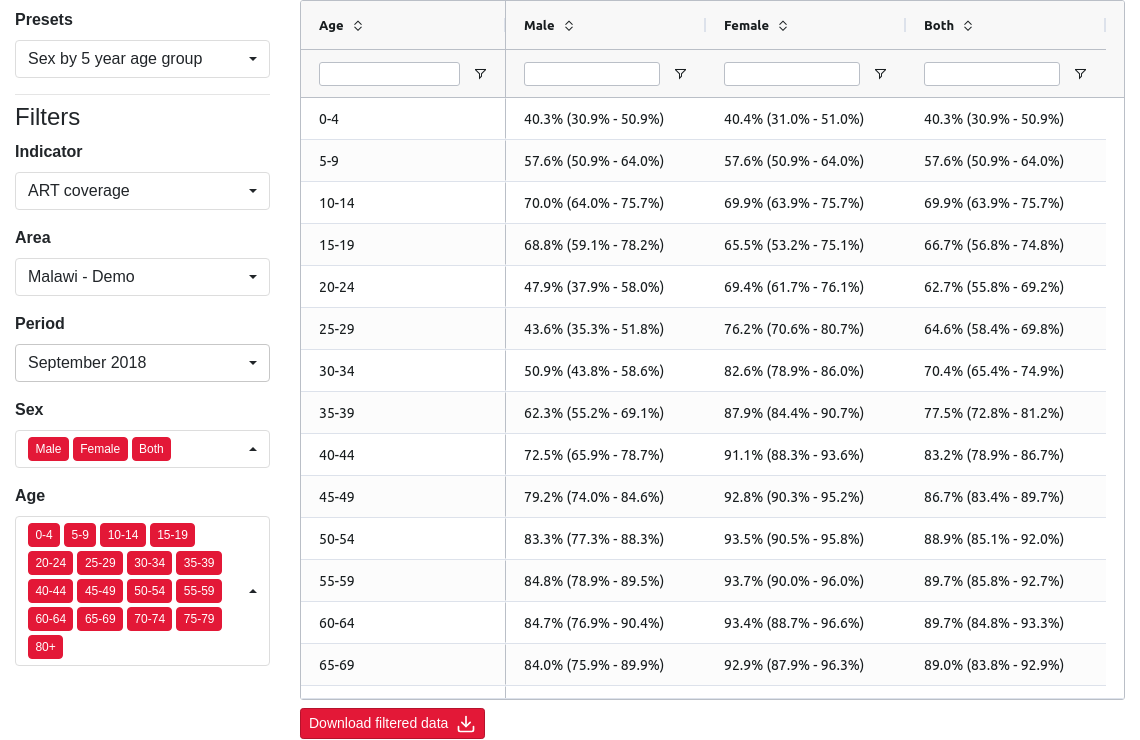 Presets
Sex by 5 year age group
Filters
Indicator
ART coverage
Area
Malawi - Demo
Period
September 2018
Sex
Male Female Both
Age
0-4 5-9 10-14 15-19
20-24 25-29 30-34 35-39
40-44 45-49 50-54 55-59
60-64 65-69 70-74 75-79
80+
Age Male Female Both
0-4 40.3% (30.9% - 50.9%) 40.4% (31.0% - 51.0%) 40.3% (30.9% - 50.9%)
5-9 57.6% (50.9% - 64.0%) 57.6% (50.9% - 64.0%) 57.6% (50.9% - 64.0%)
10-14 70.0% (64.0% - 75.7%) 69.9% (63.9% - 75.7%) 69.9% (63.9% - 75.7%)
15-19 68.8% (59.1% - 78.2%) 65.5% (53.2% - 75.1%) 66.7% (56.8% - 74.8%)
20-24 47.9% (37.9% - 58.0%) 69.4% (61.7% - 76.1%) 62.7% (55.8% - 69.2%)
25-29 43.6% (35.3% - 51.8%) 76.2% (70.6% - 80.7%) 64.6% (58.4% - 69.8%)
30-34 50.9% (43.8% - 58.6%) 82.6% (78.9% - 86.0%) 70.4% (65.4% - 74.9%)
35-39 62.3% (55.2% - 69.1%) 87.9% (84.4% - 90.7%) 77.5% (72.8% - 81.2%)
40-44 72.5% (65.9% - 78.7%) 91.1% (88.3% - 93.6%) 83.2% (78.9% - 86.7%)
45-49 79.2% (74.0% - 84.6%) 92.8% (90.3% - 95.2%) 86.7% (83.4% - 89.7%)
50-54 83.3% (77.3% - 88.3%) 93.5% (90.5% - 95.8%) 88.9% (85.1% - 92.0%)
55-59 84.8% (78.9% - 89.5%) 93.7% (90.0% - 96.0%) 89.7% (85.8% - 92.7%)
60-64 84.7% (76.9% - 90.4%) 93.4% (88.7% - 96.6%) 89.7% (84.8% - 93.3%)
65-69 84.0% (75.9% - 89.9%) 92.9% (87.9% - 96.3%) 89.0% (83.8% - 92.9%)
Download filtered data